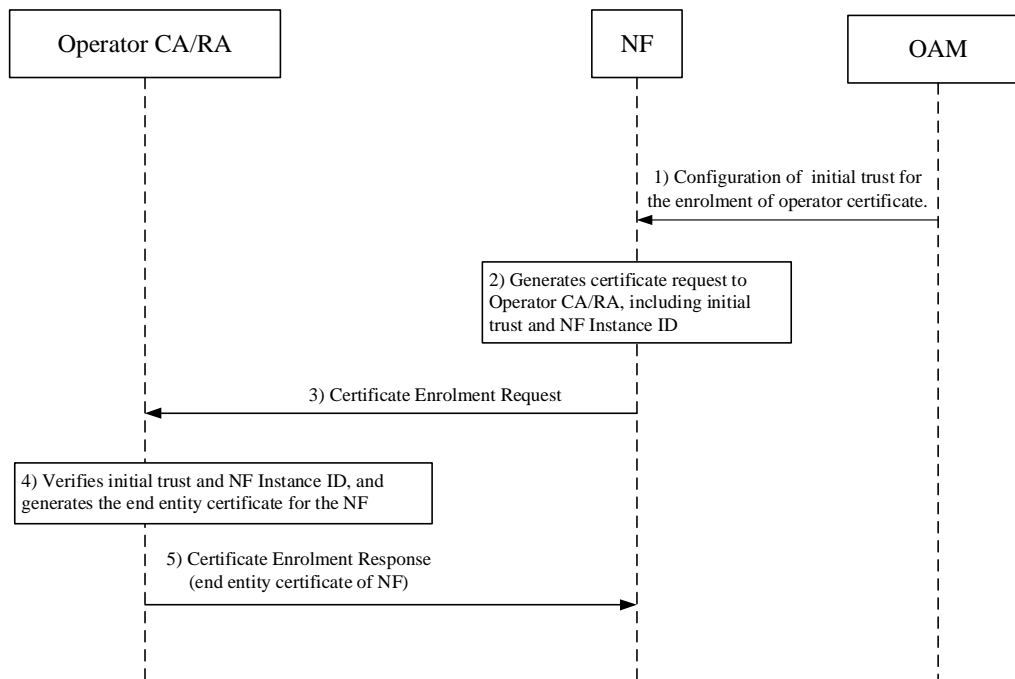 Operator CA/RA
NF
OAM
1) Configuration of initial trust for
the enrolment of operator certificate.
2) Generates certificate request to
Operator CA/RA, including initial
trust and NF Instance ID
3) Certificate Enrolment Request
4) Verifies initial trust and NF Instance ID, and
generates the end entity certificate for the NF
5) Certificate Enrolment Response
(end entity certificate of NF)